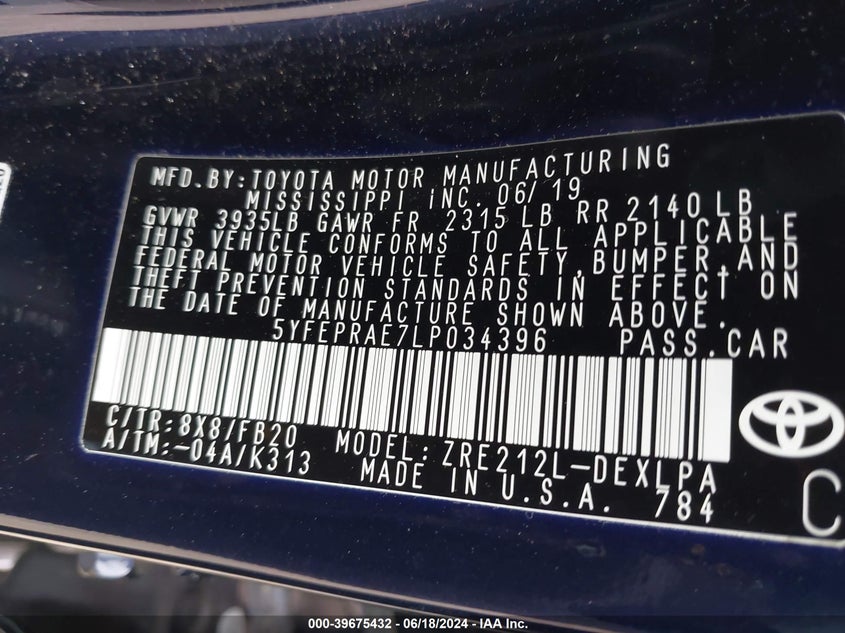 MFD.BY:TOYOTA MOTOR MANUFACTURING
MISSISSIPPI INC. 06/19
GVWR 3935LB GAWR FR 2315 LB RR 2140 LB
THIS VEHICLE CONFORMS TO ALL APPLICABLE
FEDERAL MOTOR VEHICLE SAFETY,BUMPER,AND
THEFT PREVENTION STANDARDS IN EFFECT ON
THE DATE OF MANUFACTURE SHOWN ABOVE.
5YFEPRAE7LP034396 PASS.CAR
C/TR:8X8/FB20 MODEL:ZRE212L-DEXLPA
A/TM:-04A/K313 MADE IN U.S.A. 784
C
000-39675432 - 06/18/2024 - IAA Inc.